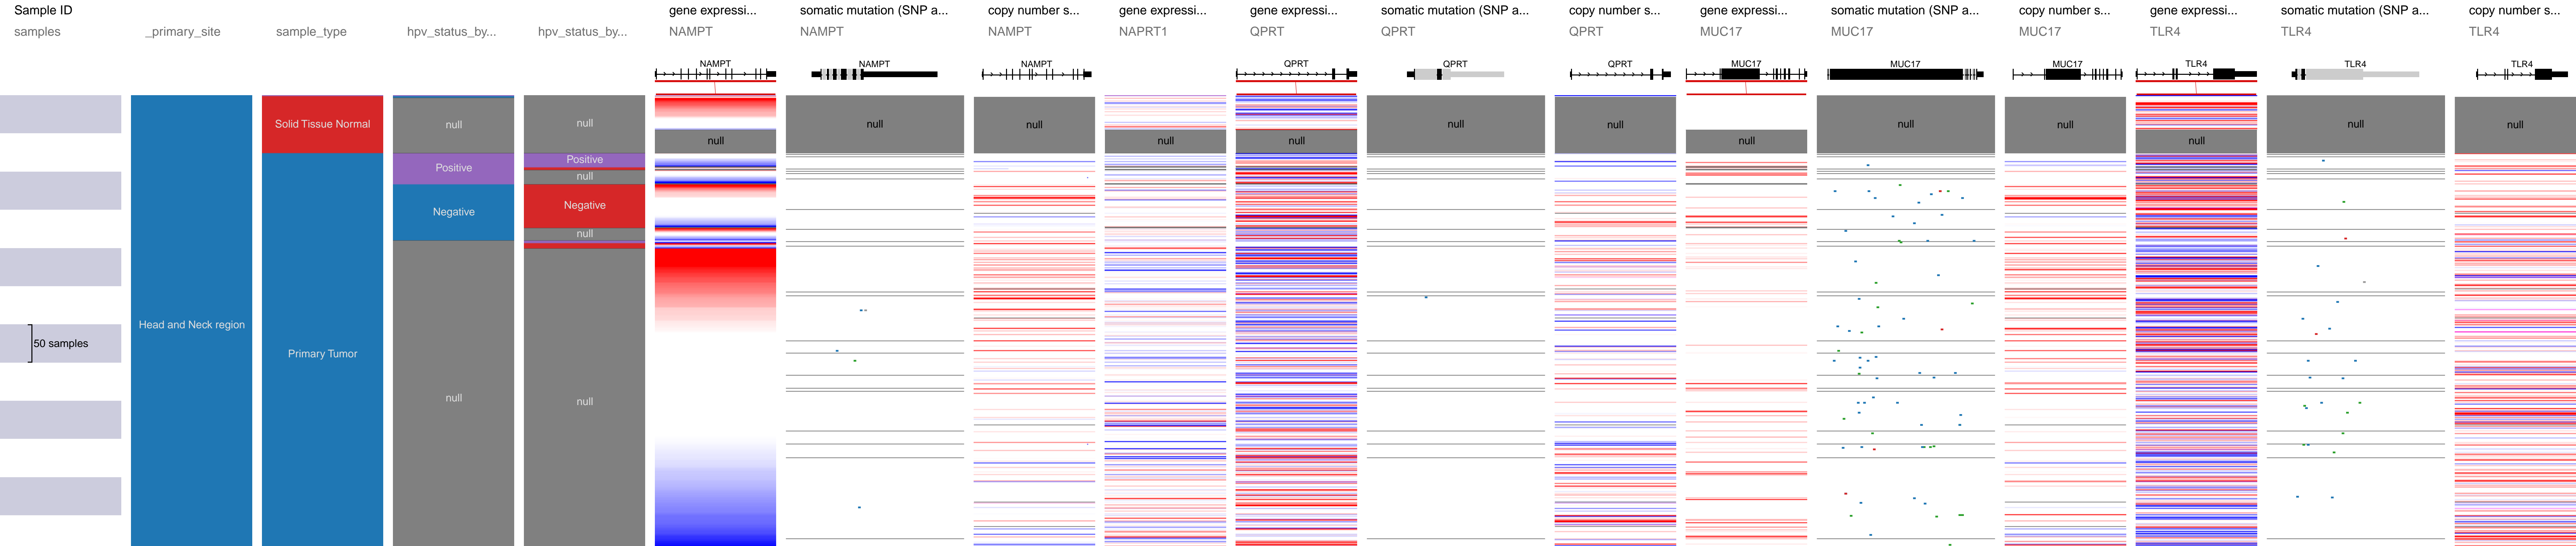 Sample ID gene expressi... somatic mutation (SNP a... copy number s... gene expressi... gene expressi... somatic mutation (SNP a... copy number s... gene expressi... somatic mutation (SNP a... copy number s... gene expressi... somatic mutation (SNP a... copy number s...
samples _primary_site sample_type hpv_status_by... hpv_status_by... NAMPT NAMPT NAMPT NAPRT1 QPRT QPRT QPRT MUC17 MUC17 MUC17 TLR4 TLR4 TLR4
NAMPT NAMPT NAMPT QPRT QPRT QPRT MUC17 MUC17 MUC17 TLR4 TLR4 TLR4
Solid Tissue Normal null null null null null null null null null null null
null null null null null
Positive Positive
null
Negative Negative
null
Head and Neck region
50 samples
Primary Tumor
null null